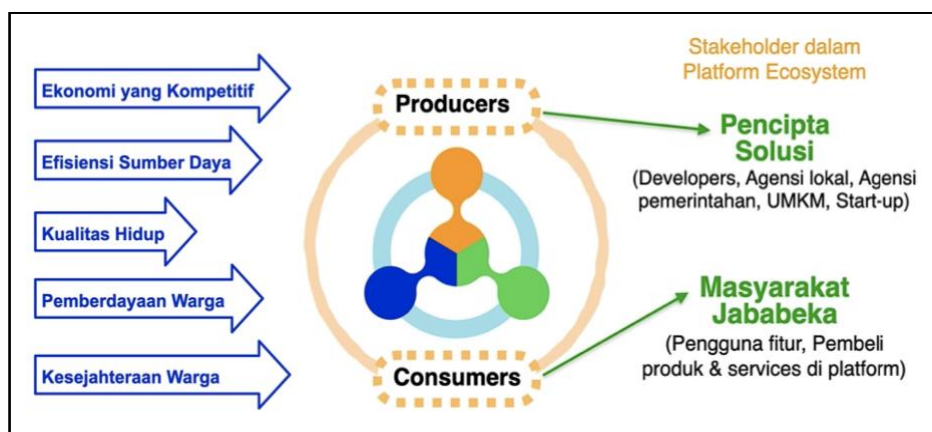 Ekonomi yang Kompetitif
Efisiensi Sumber Daya
Kualitas Hidup
Pemberdayaan Warga
Kesejahteraan Warga
Producers
Consumers
Stakeholder dalam
Platform Ecosystem
Pencipta
Solusi
(Developers, Agensi lokal, Agensi
pemerintahan, UMKM, Start-up)
Masyarakat
Jababeka
(Pengguna fitur, Pembeli
produk & services di platform)